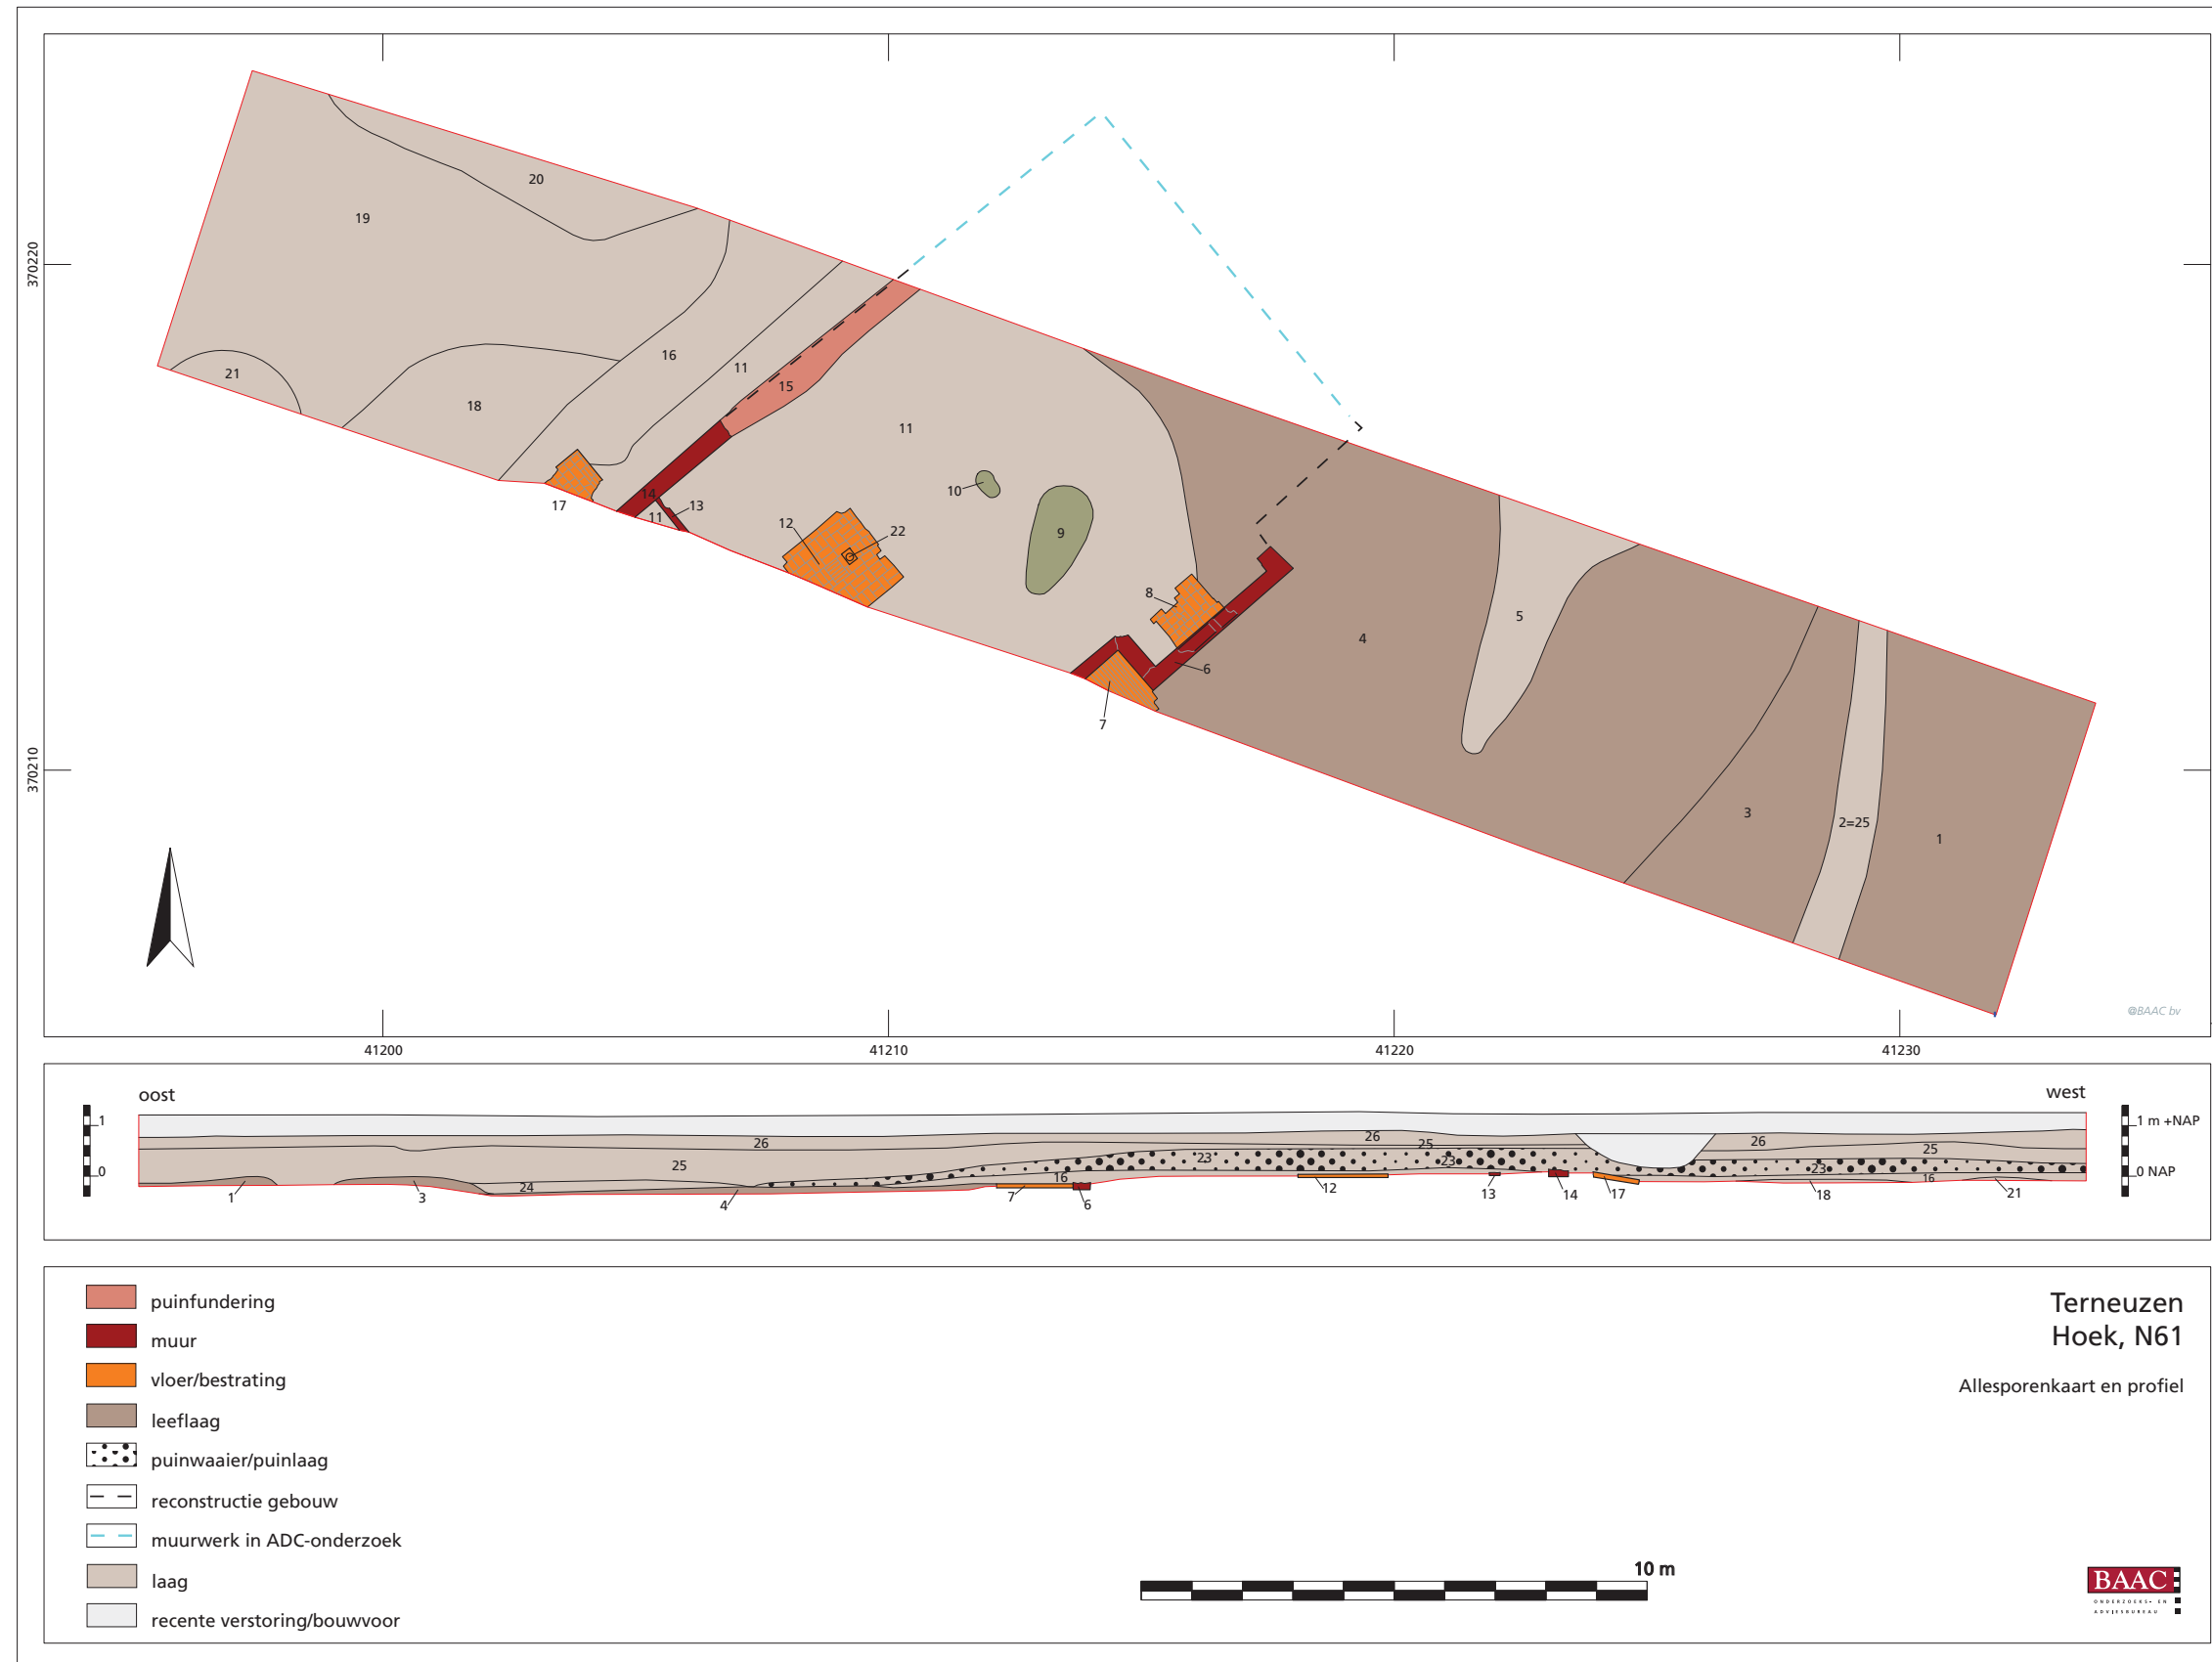 20
19
370220
16
11
21
15
18
11
14
13
10
11
17
12
22
9
8
5
4
6
7
370210
3
2=25
1
@BAAC bv
41200
41210
41220
41230
oost
west
1
1 m +NAP
26
26
25
26
25
25
23
23
23
0
0 NAP
16
16
24
1
3
4
7
6
12
13
14
17
18
21
puinfundering
muur
vloer/bestrating
leeflaag
puinwaaier/puinlaag
reconstructie gebouw
muurwerk in ADC-onderzoek
laag
recente verstoring/bouwvoor
Terneuzen
Hoek, N61
Allesporenkaart en profiel
10 m
BAAC
ONDERZOEKS- EN
ADVIESBUREAU